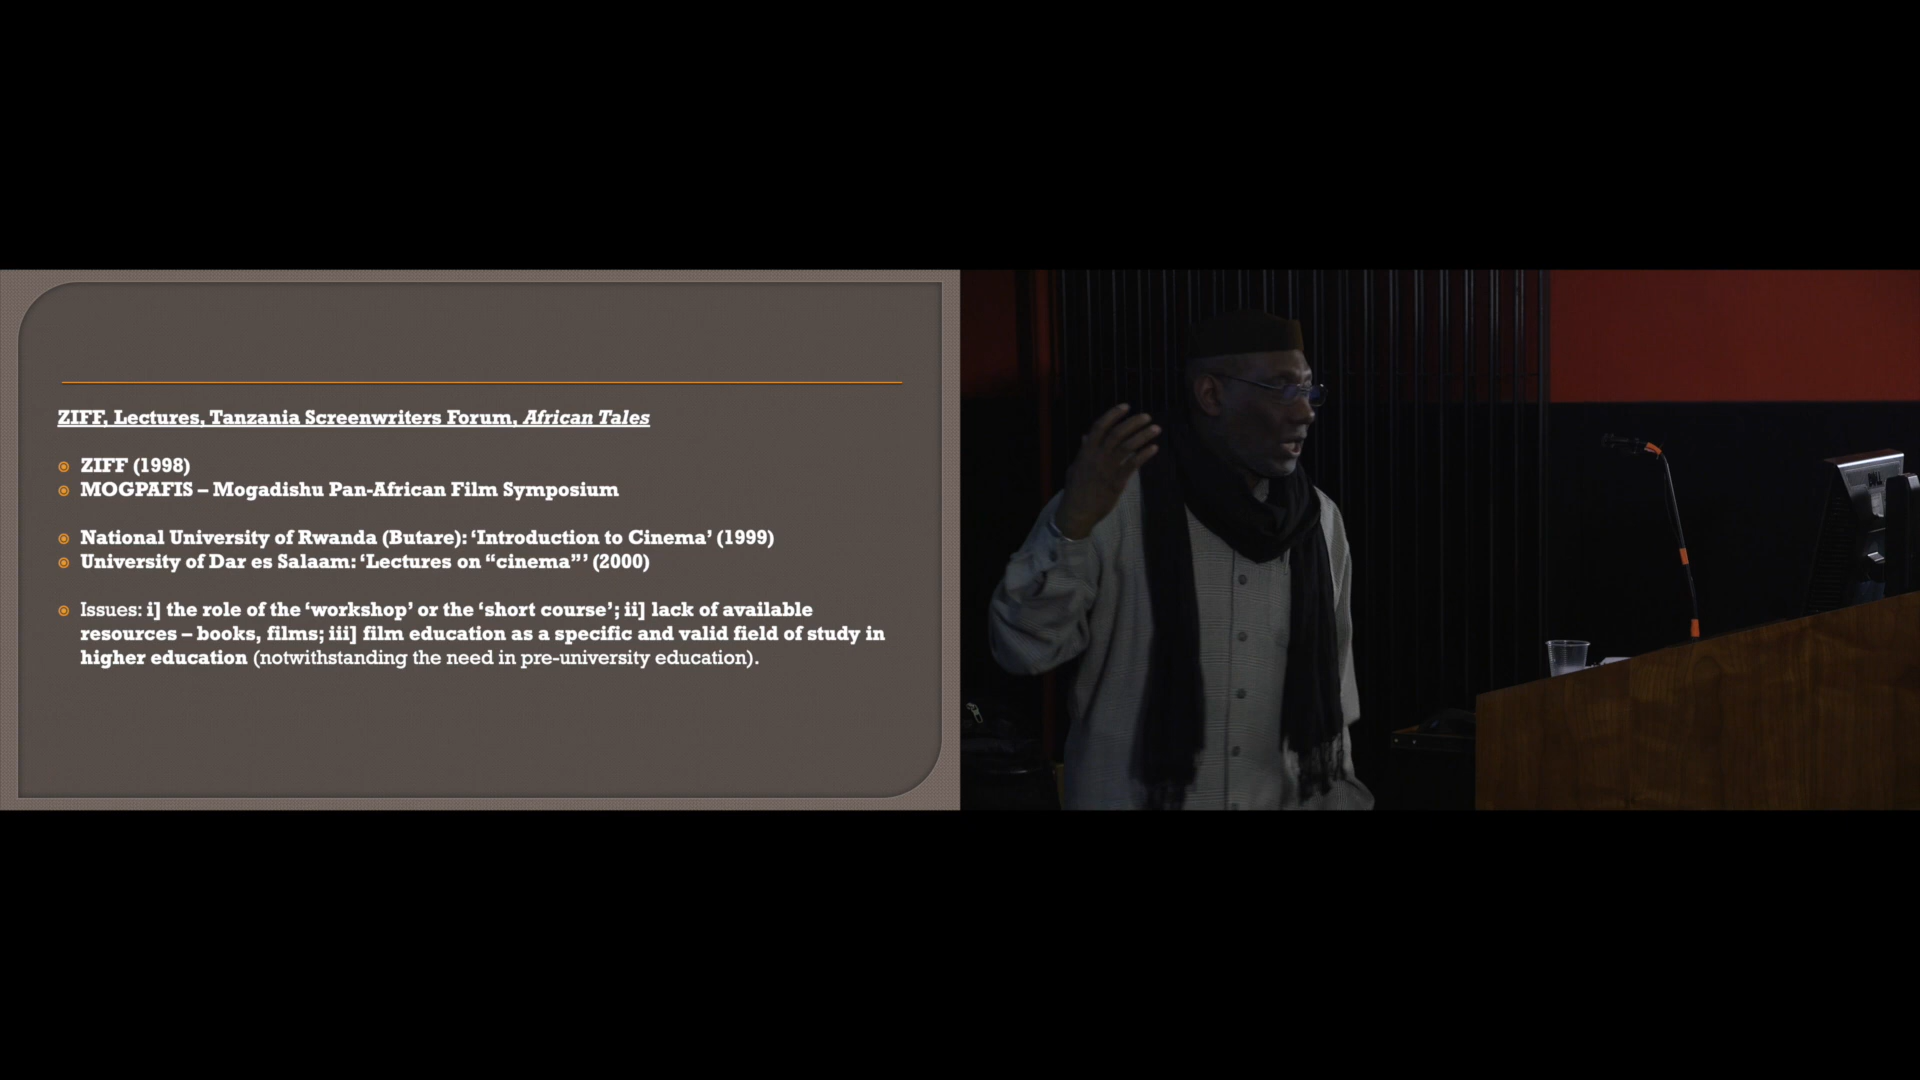 ZIFF, Lectures, Tanzania Screenwriters Forum, African Tales
ZIFF (1998)
MOGPAFIS – Mogadishu Pan-African Film Symposium
National University of Rwanda (Butare): ‘Introduction to Cinema’ (1999)
University of Dar es Salaam: ‘Lectures on “cinema”’ (2000)
Issues: i] the role of the ‘workshop’ or the ‘short course’; ii] lack of available
resources – books, films; iii] film education as a specific and valid field of study in
higher education (notwithstanding the need in pre-university education).
DELL